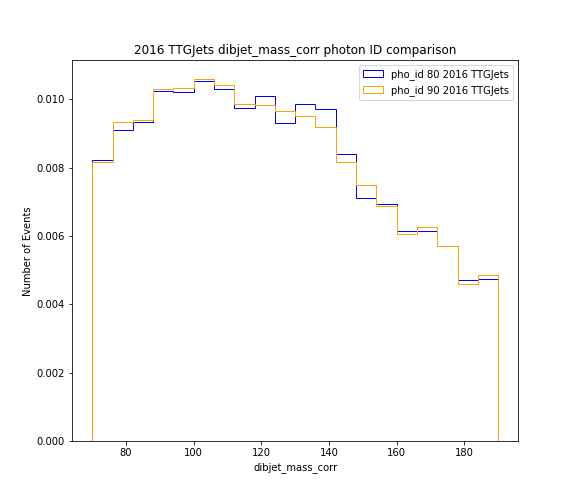 2016 TTGJets dibjet_mass_corr photon ID comparison
pho_id 80 2016 TTGJets
pho_id 90 2016 TTGJets
Number of Events
0.010
0.008
0.006
0.004
0.002
0.000
80 100 120 140 160 180
dibjet_mass_corr